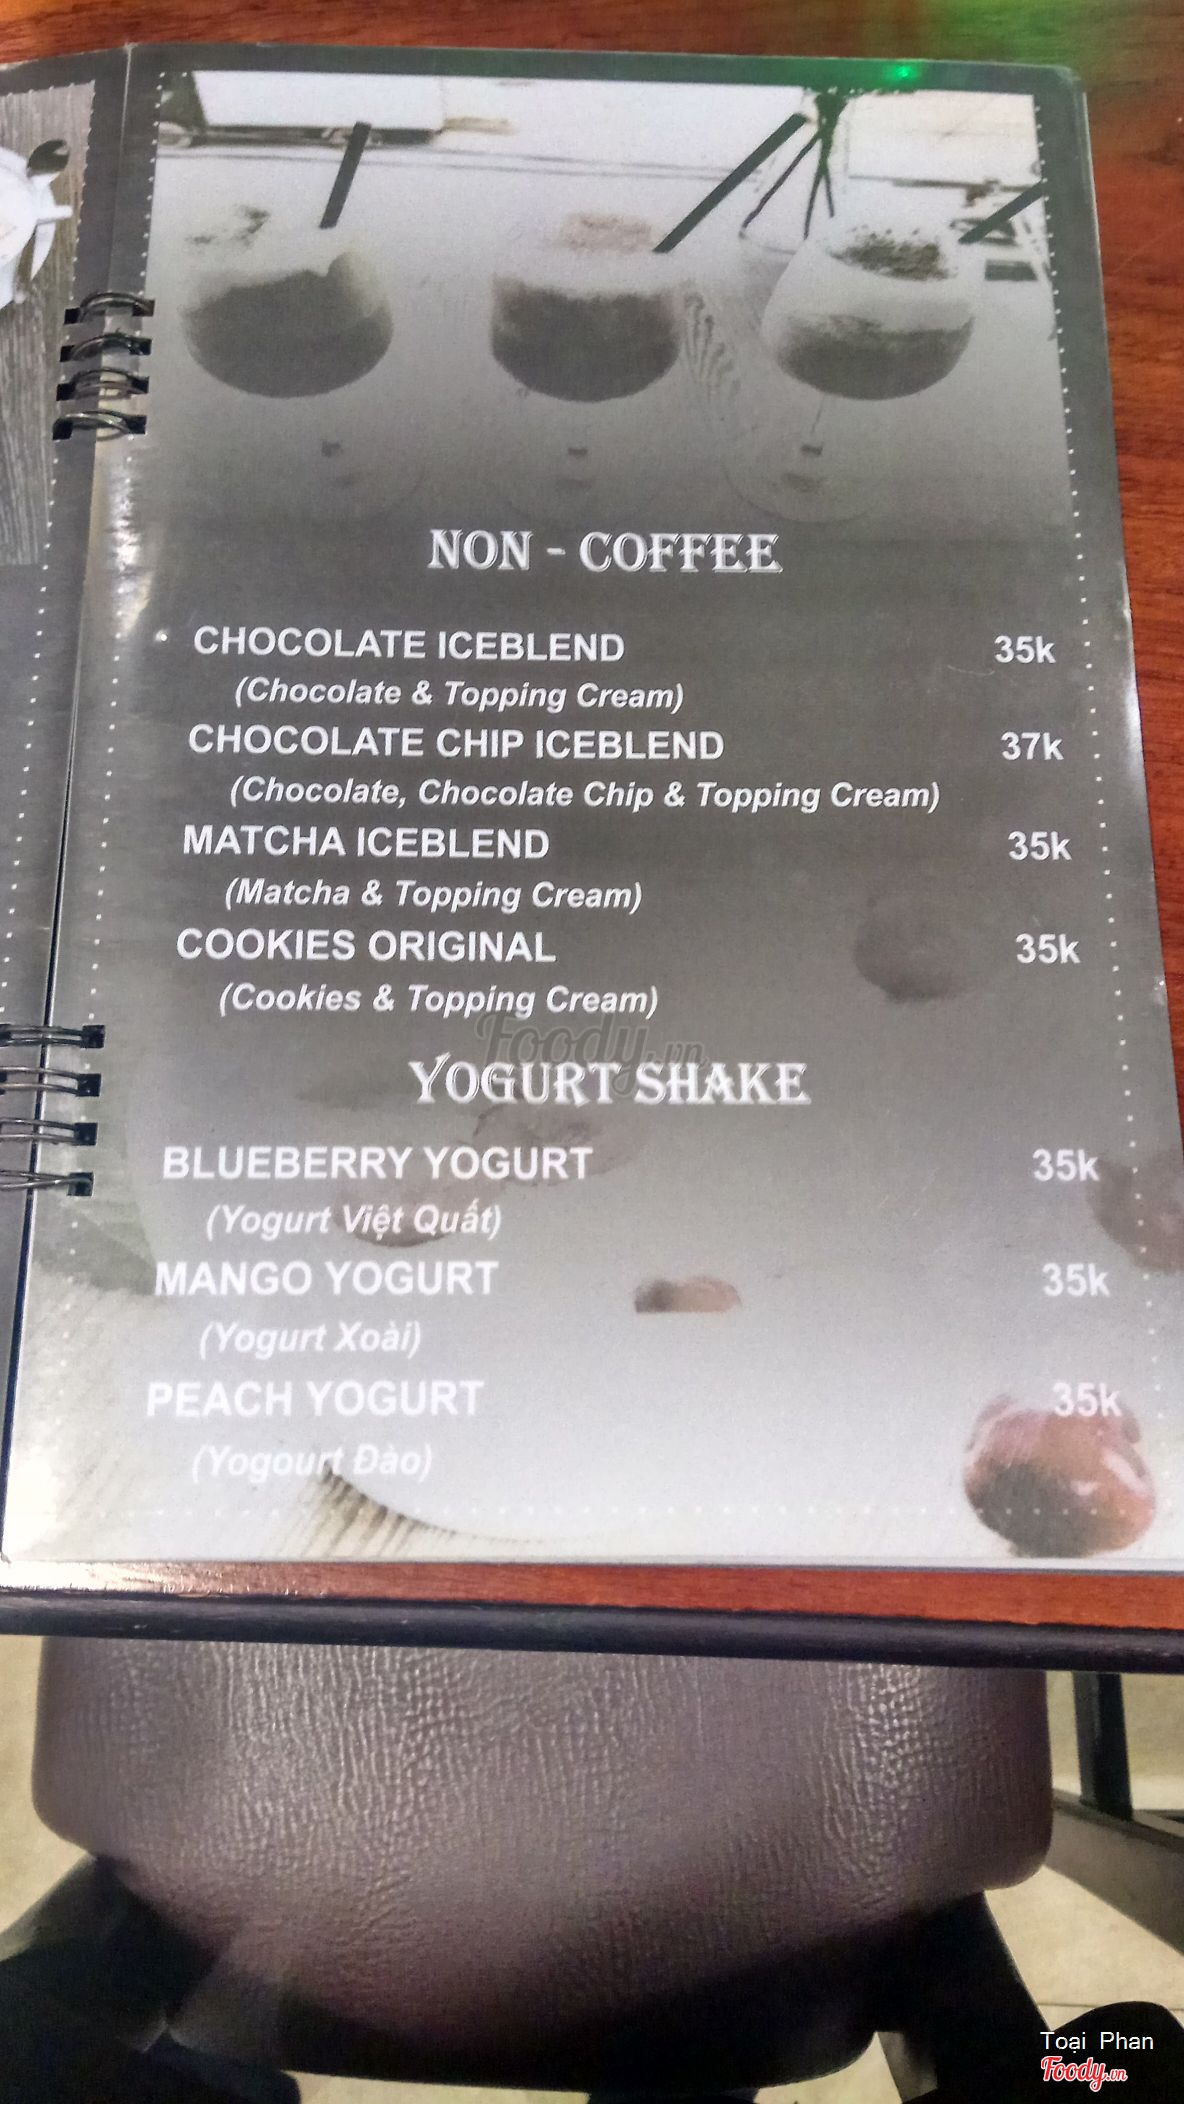 NON - COFFEE
CHOCOLATE ICEBLEND 35k
(Chocolate & Topping Cream)
CHOCOLATE CHIP ICEBLEND 37k
(Chocolate, Chocolate Chip & Topping Cream)
MATCHA ICEBLEND 35k
(Matcha & Topping Cream)
COOKIES ORIGINAL 35k
(Cookies & Topping Cream)
Foody.vn
YOGURT SHAKE
BLUEBERRY YOGURT 35k
(Yogurt Việt Quất)
MANGO YOGURT 35k
(Yogurt Xoài)
PEACH YOGURT 35k
(Yogourt Đào)
Toại Phan
Foody.vn